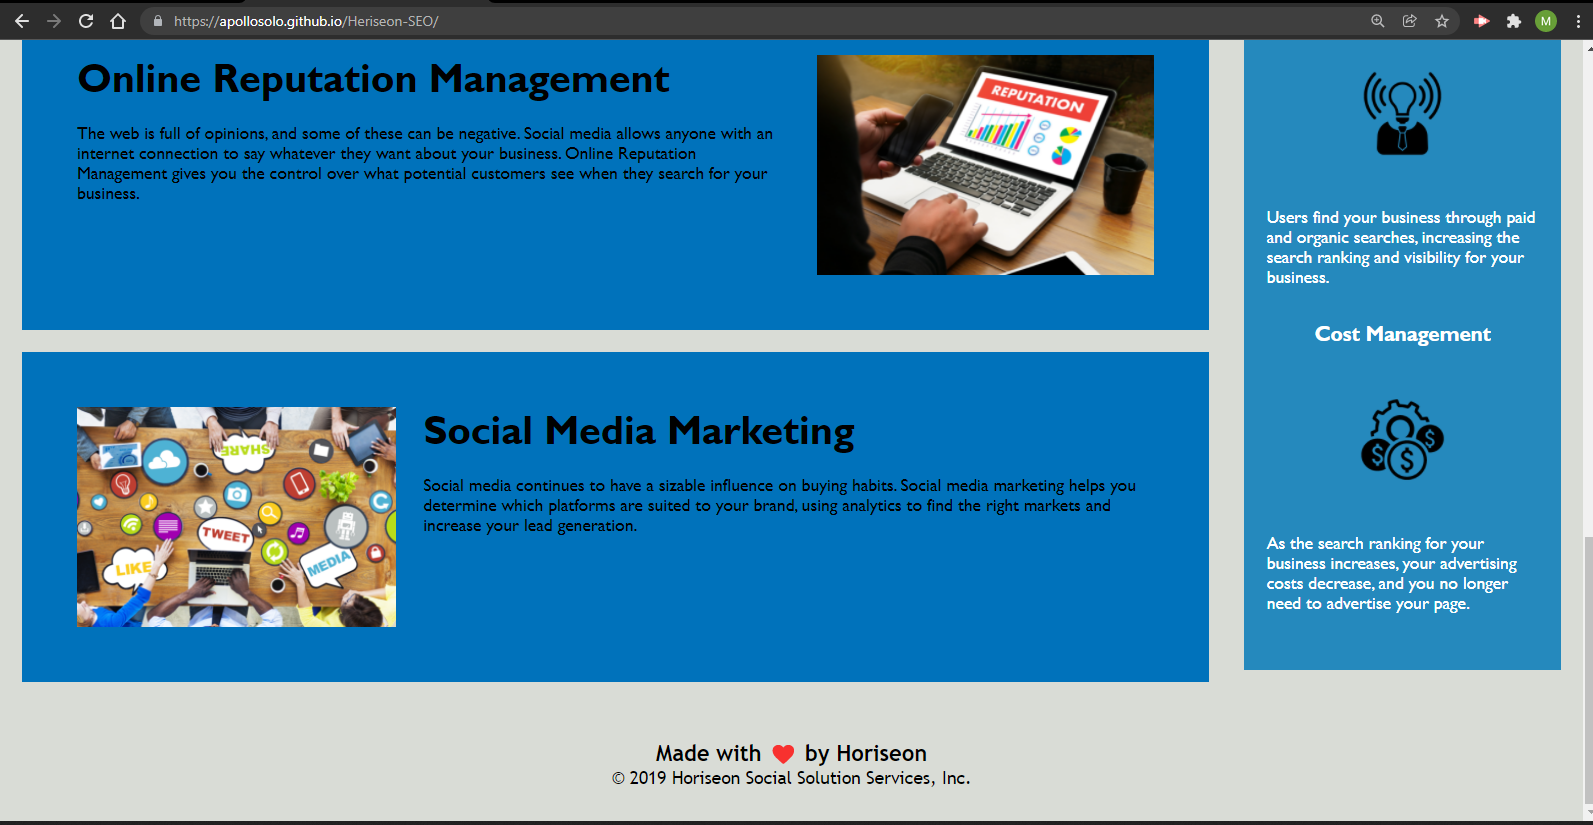 https://apollosolo.github.io/Heriseon-SEO/
M
Online Reputation Management
The web is full of opinions, and some of these can be negative. Social media allows anyone with an
internet connection to say whatever they want about your business. Online Reputation
Management gives you the control over what potential customers see when they search for your
business.
REPUTATION
Social Media Marketing
Social media continues to have a sizable influence on buying habits. Social media marketing helps you
determine which platforms are suited to your brand, using analytics to find the right markets and
increase your lead generation.
SHARE
TWEET
LIKE
MEDIA
Users find your business through paid
and organic searches, increasing the
search ranking and visibility for your
business.
Cost Management
$ $ $
As the search ranking for your
business increases, your advertising
costs decrease, and you no longer
need to advertise your page.
Made with ❤ by Horiseon
© 2019 Horiseon Social Solution Services, Inc.